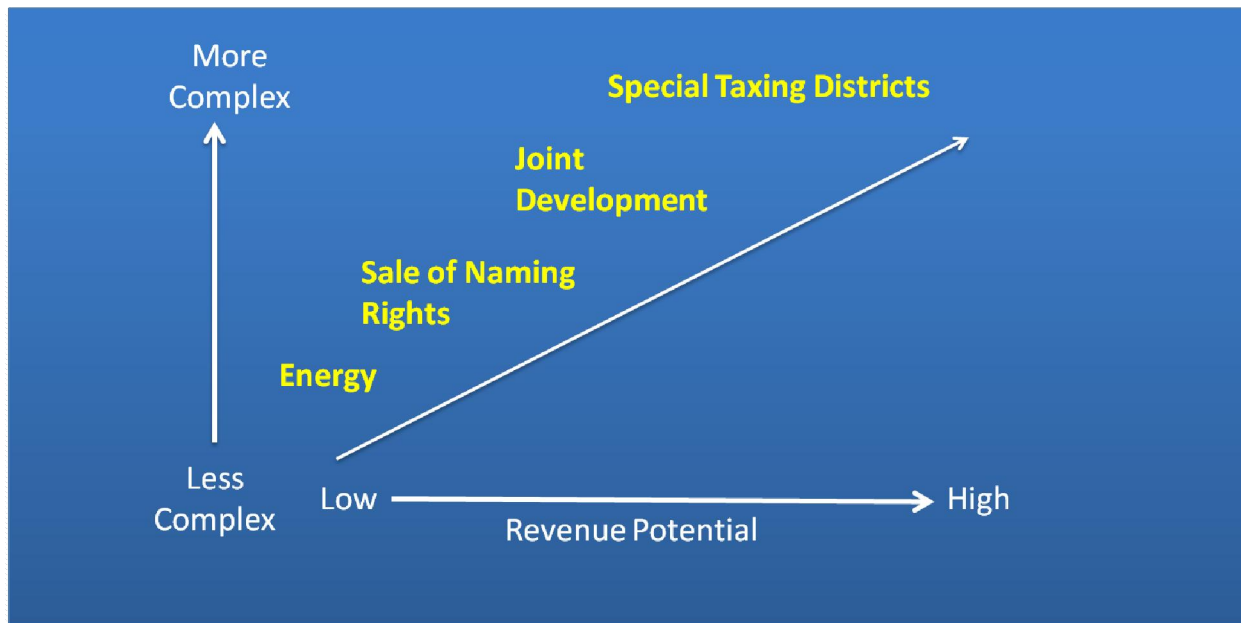 More
Complex
Special Taxing Districts
Joint
Development
Sale of Naming
Rights
Energy
Less
Complex
Low
High
Revenue Potential